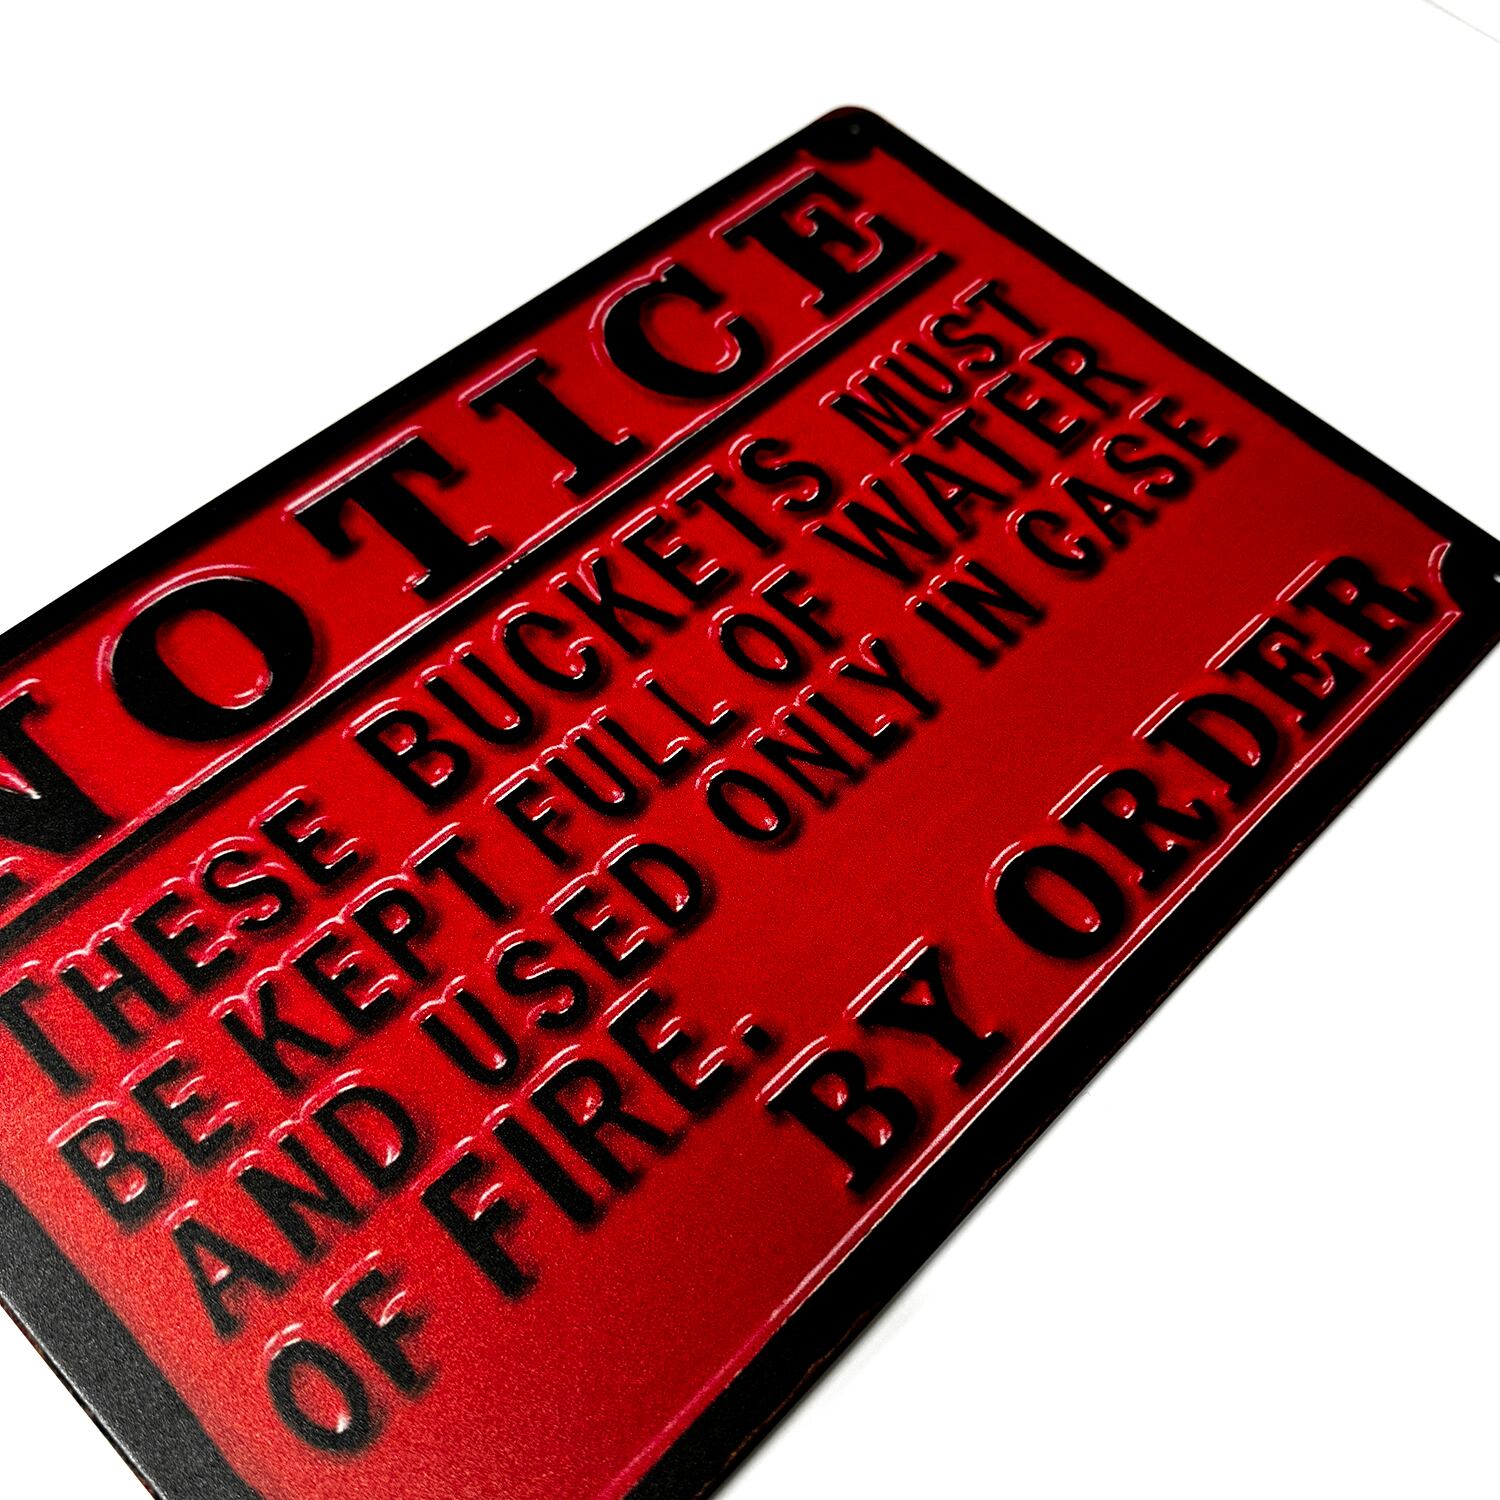 NOTICE
THESE BUCKETS MUST
BE KEPT FULL OF WATER
AND USED ONLY IN CASE
OF FIRE.
BY ORDER